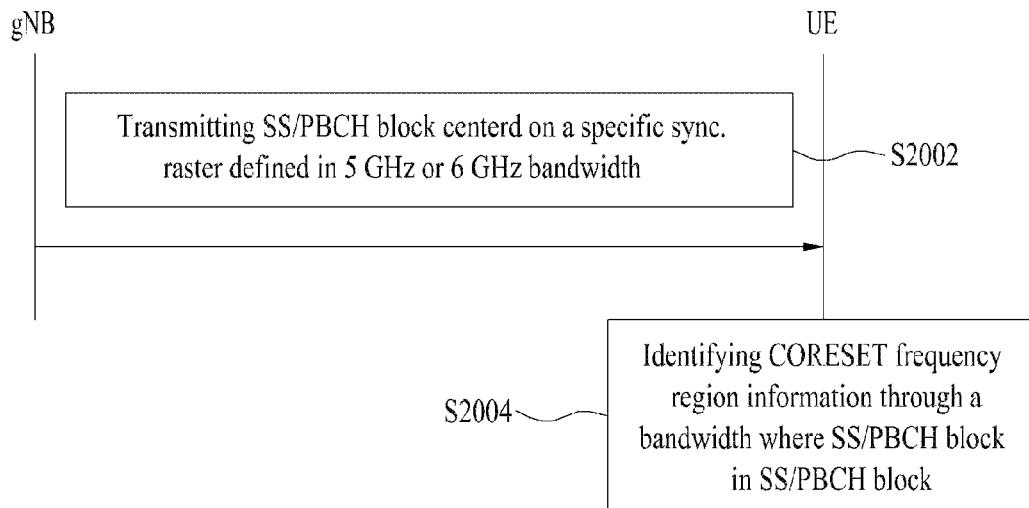 gNB
UE
Transmitting SS/PBCH block centerd on a specific sync.
raster defined in 5 GHz or 6 GHz bandwidth
S2002
Identifying CORESET frequency
region information through a
bandwidth where SS/PBCH block
in SS/PBCH block
S2004